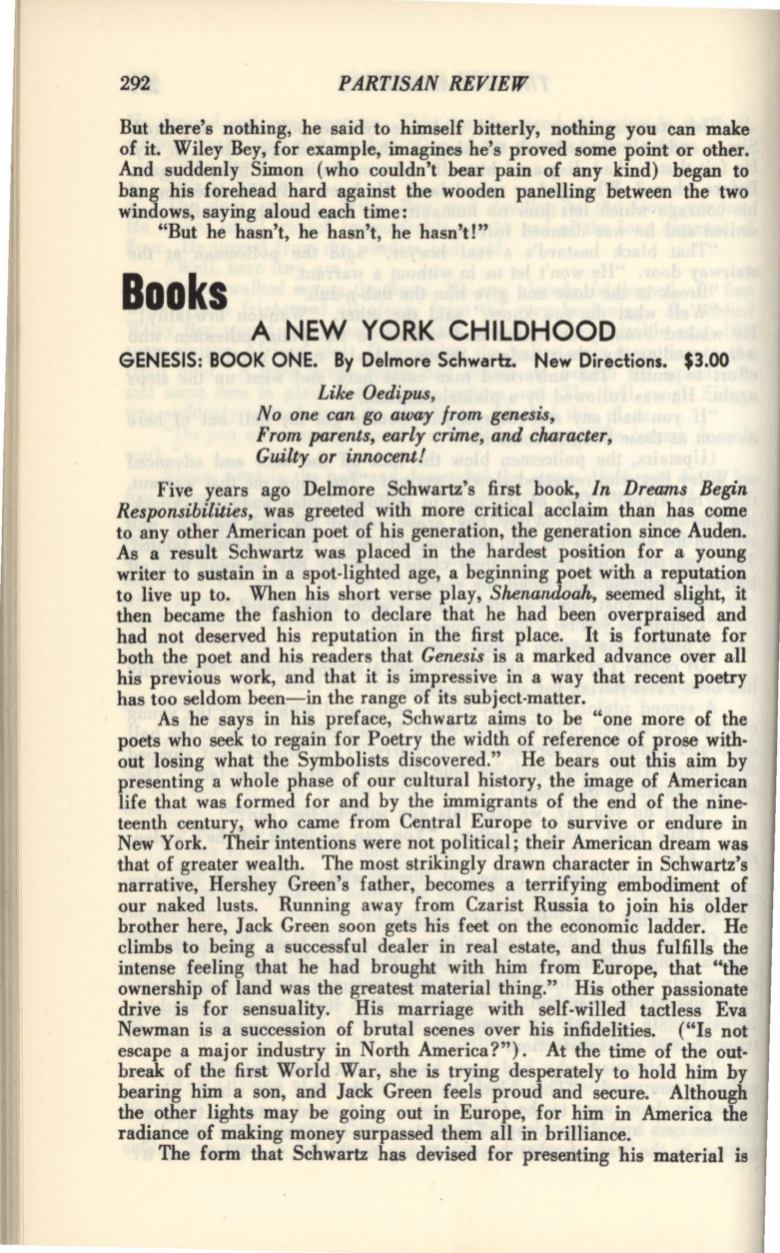 292 PARTISAN REVIEW
But there's nothing, he said to himself bitterly, nothing you can make
of it. Wiley Bey, for example, imagines he's proved some point or other.
And suddenly Simon (who couldn't bear pain of any kind) began to
bang his forehead hard against the wooden panelling between the two
windows, saying aloud each time:
"But he hasn't, he hasn't, he hasn't!"
Books
A NEW YORK CHILDHOOD
GENESIS: BOOK ONE. By Delmore Schwartz. New Directions. $3.00
Like Oedipus,
No one can go away from genesis,
From parents, early crime, and character,
Guilty or innocent!
Five years ago Delmore Schwartz's first book, In Dreams Begin
Responsibilities, was greeted with more critical acclaim than has come
to any other American poet of his generation, the generation since Auden.
As a result Schwartz was placed in the hardest position for a young
writer to sustain in a spot-lighted age, a beginning poet with a reputation
to live up to. When his short verse play, Shenandoah, seemed slight, it
then became the fashion to declare that he had been overpraised and
had not deserved his reputation in the first place. It is fortunate for
both the poet and his readers that Genesis is a marked advance over all
his previous work, and that it is impressive in a way that recent poetry
has too seldom been—in the range of its subject-matter.
As he says in his preface, Schwartz aims to be "one more of the
poets who seek to regain for Poetry the width of reference of prose with-
out losing what the Symbolists discovered." He bears out this aim by
presenting a whole phase of our cultural history, the image of American
life that was formed for and by the immigrants of the end of the nine-
teenth century, who came from Central Europe to survive or endure in
New York. Their intentions were not political; their American dream was
that of greater wealth. The most strikingly drawn character in Schwartz's
narrative, Hershey Green's father, becomes a terrifying embodiment of
our naked lusts. Running away from Czarist Russia to join his older
brother here, Jack Green soon gets his feet on the economic ladder. He
climbs to being a successful dealer in real estate, and thus fulfills the
intense feeling that he had brought with him from Europe, that "the
ownership of land was the greatest material thing." His other passionate
drive is for sensuality. His marriage with self-willed tactless Eva
Newman is a succession of brutal scenes over his infidelities. ("Is not
escape a major industry in North America?"). At the time of the out-
break of the first World War, she is trying desperately to hold him by
bearing him a son, and Jack Green feels proud and secure. Although
the other lights may be going out in Europe, for him in America the
radiance of making money surpassed them all in brilliance.
The form that Schwartz has devised for presenting his material is